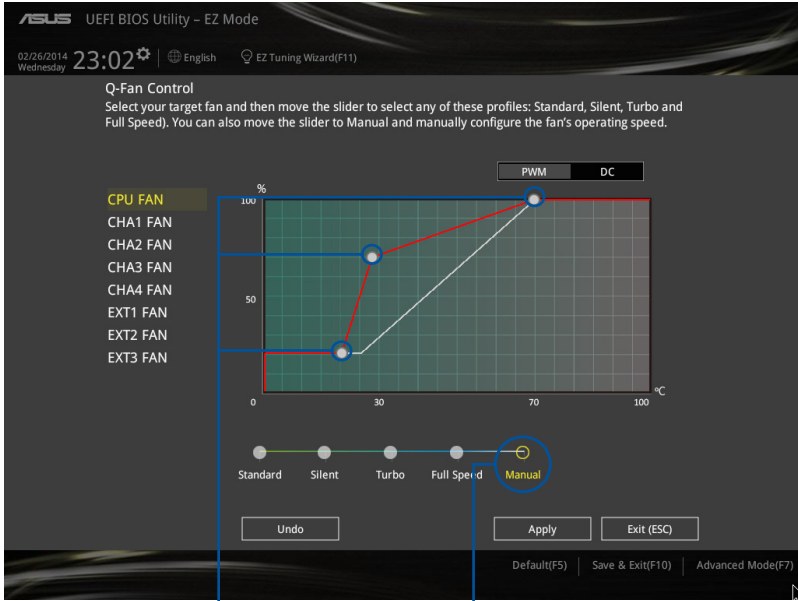 ASUS UEFI BIOS Utility – EZ Mode
02/26/2014
Wednesday
23:02
English
EZ Tuning Wizard(F11)
Q-Fan Control
Select your target fan and then move the slider to select any of these profiles: Standard, Silent, Turbo and
Full Speed). You can also move the slider to Manual and manually configure the fan's operating speed.
PWM DC
CPU FAN
CHA1 FAN
CHA2 FAN
CHA3 FAN
CHA4 FAN
EXT1 FAN
EXT2 FAN
EXT3 FAN
%
100
50
0 30 70 100
ºC
Standard Silent Turbo Full Speed Manual
Undo Apply Exit (ESC)
Default(F5) Save & Exit(F10) Advanced Mode(F7)